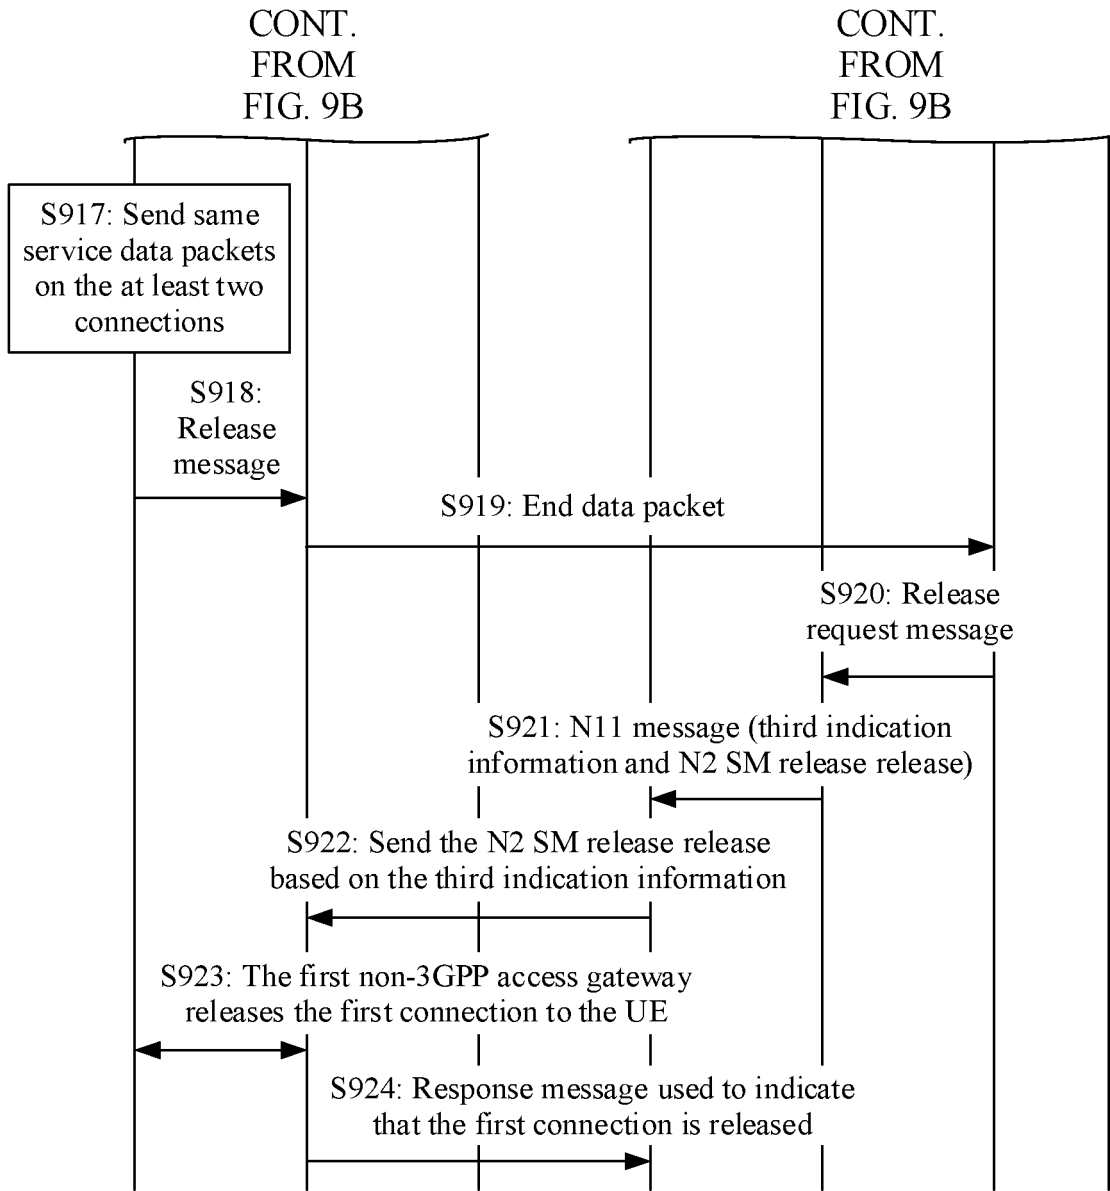 CONT.
FROM
FIG. 9B
CONT.
FROM
FIG. 9B
S917: Send same
service data packets
on the at least two
connections
S918:
Release
message
S919: End data packet
S920: Release
request message
S921: N11 message (third indication
information and N2 SM release release)
S922: Send the N2 SM release release
based on the third indication information
S923: The first non-3GPP access gateway
releases the first connection to the UE
S924: Response message used to indicate
that the first connection is released